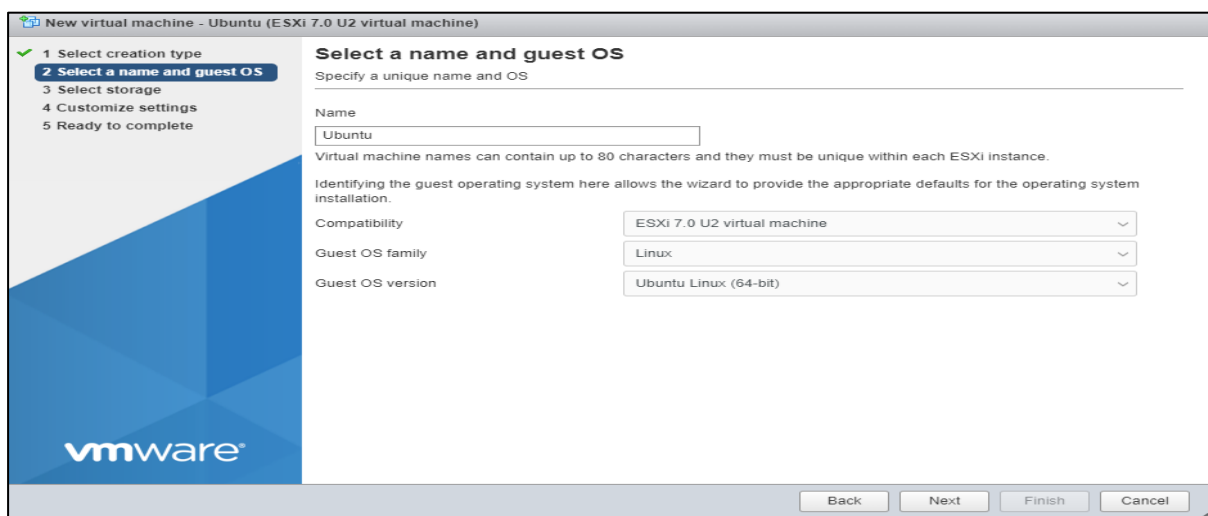 New virtual machine - Ubuntu (ESXi 7.0 U2 virtual machine)
1 Select creation type
2 Select a name and guest OS
3 Select storage
4 Customize settings
5 Ready to complete
Select a name and guest OS
Specify a unique name and OS
Name
Ubuntu
Virtual machine names can contain up to 80 characters and they must be unique within each ESXi instance.
Identifying the guest operating system here allows the wizard to provide the appropriate defaults for the operating system
installation.
Compatibility ESXi 7.0 U2 virtual machine
Guest OS family Linux
Guest OS version Ubuntu Linux (64-bit)
vmware®
Back Next Finish Cancel